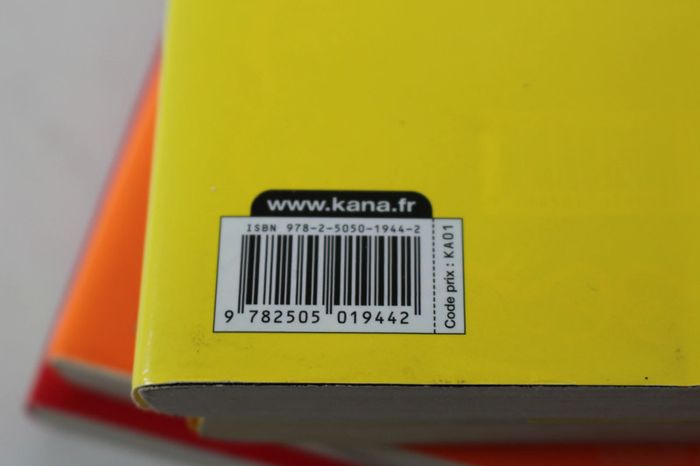 www.kana.fr
ISBN 978-2-5050-1944-2
9 782505 019442
Code prix : KA01